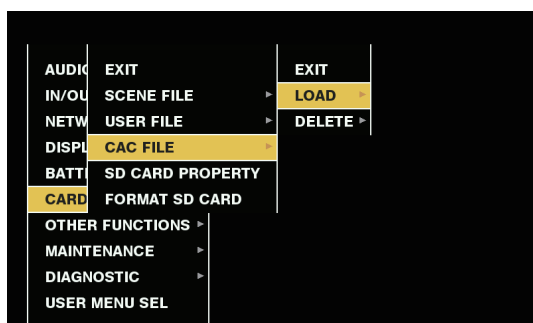 AUDIO EXIT EXIT
IN/OU SCENE FILE LOAD
NETW USER FILE DELETE
DISPL CAC FILE
BATT SD CARD PROPERTY
CARD FORMAT SD CARD
OTHER FUNCTIONS
MAINTENANCE
DIAGNOSTIC
USER MENU SEL